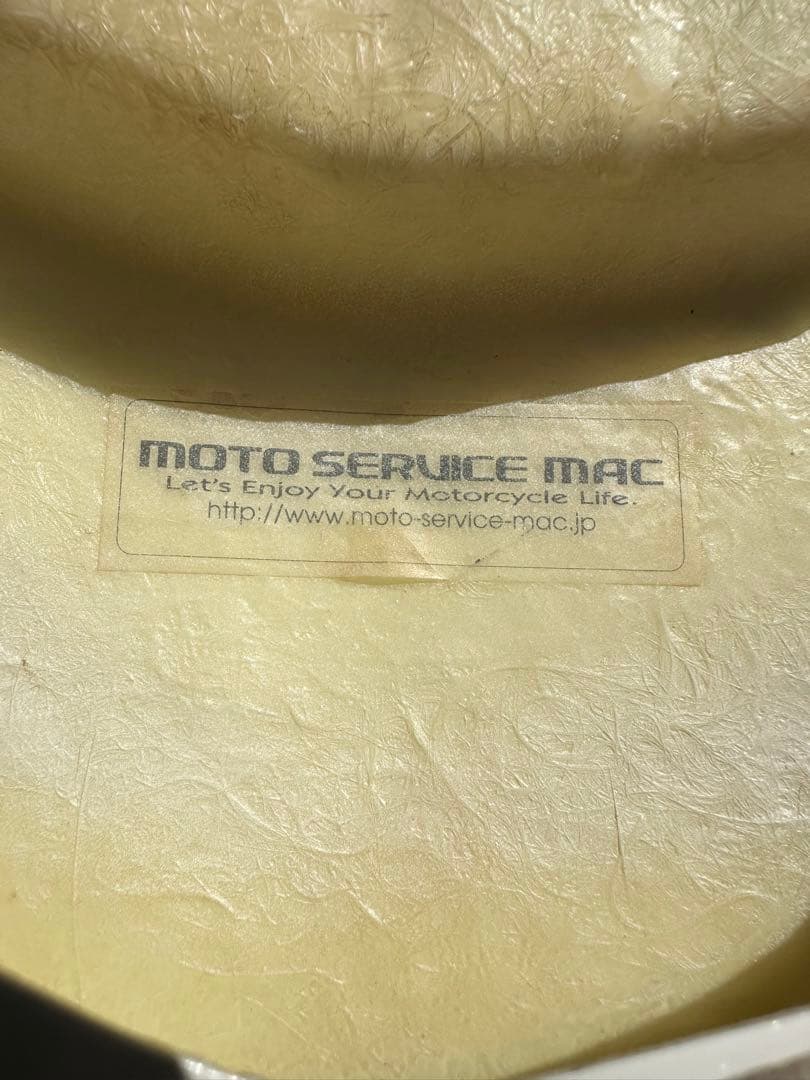 MOTO SERVICE MAC
Let's Enjoy Your Motorcycle Life.
http://www.moto-service-mac.jp